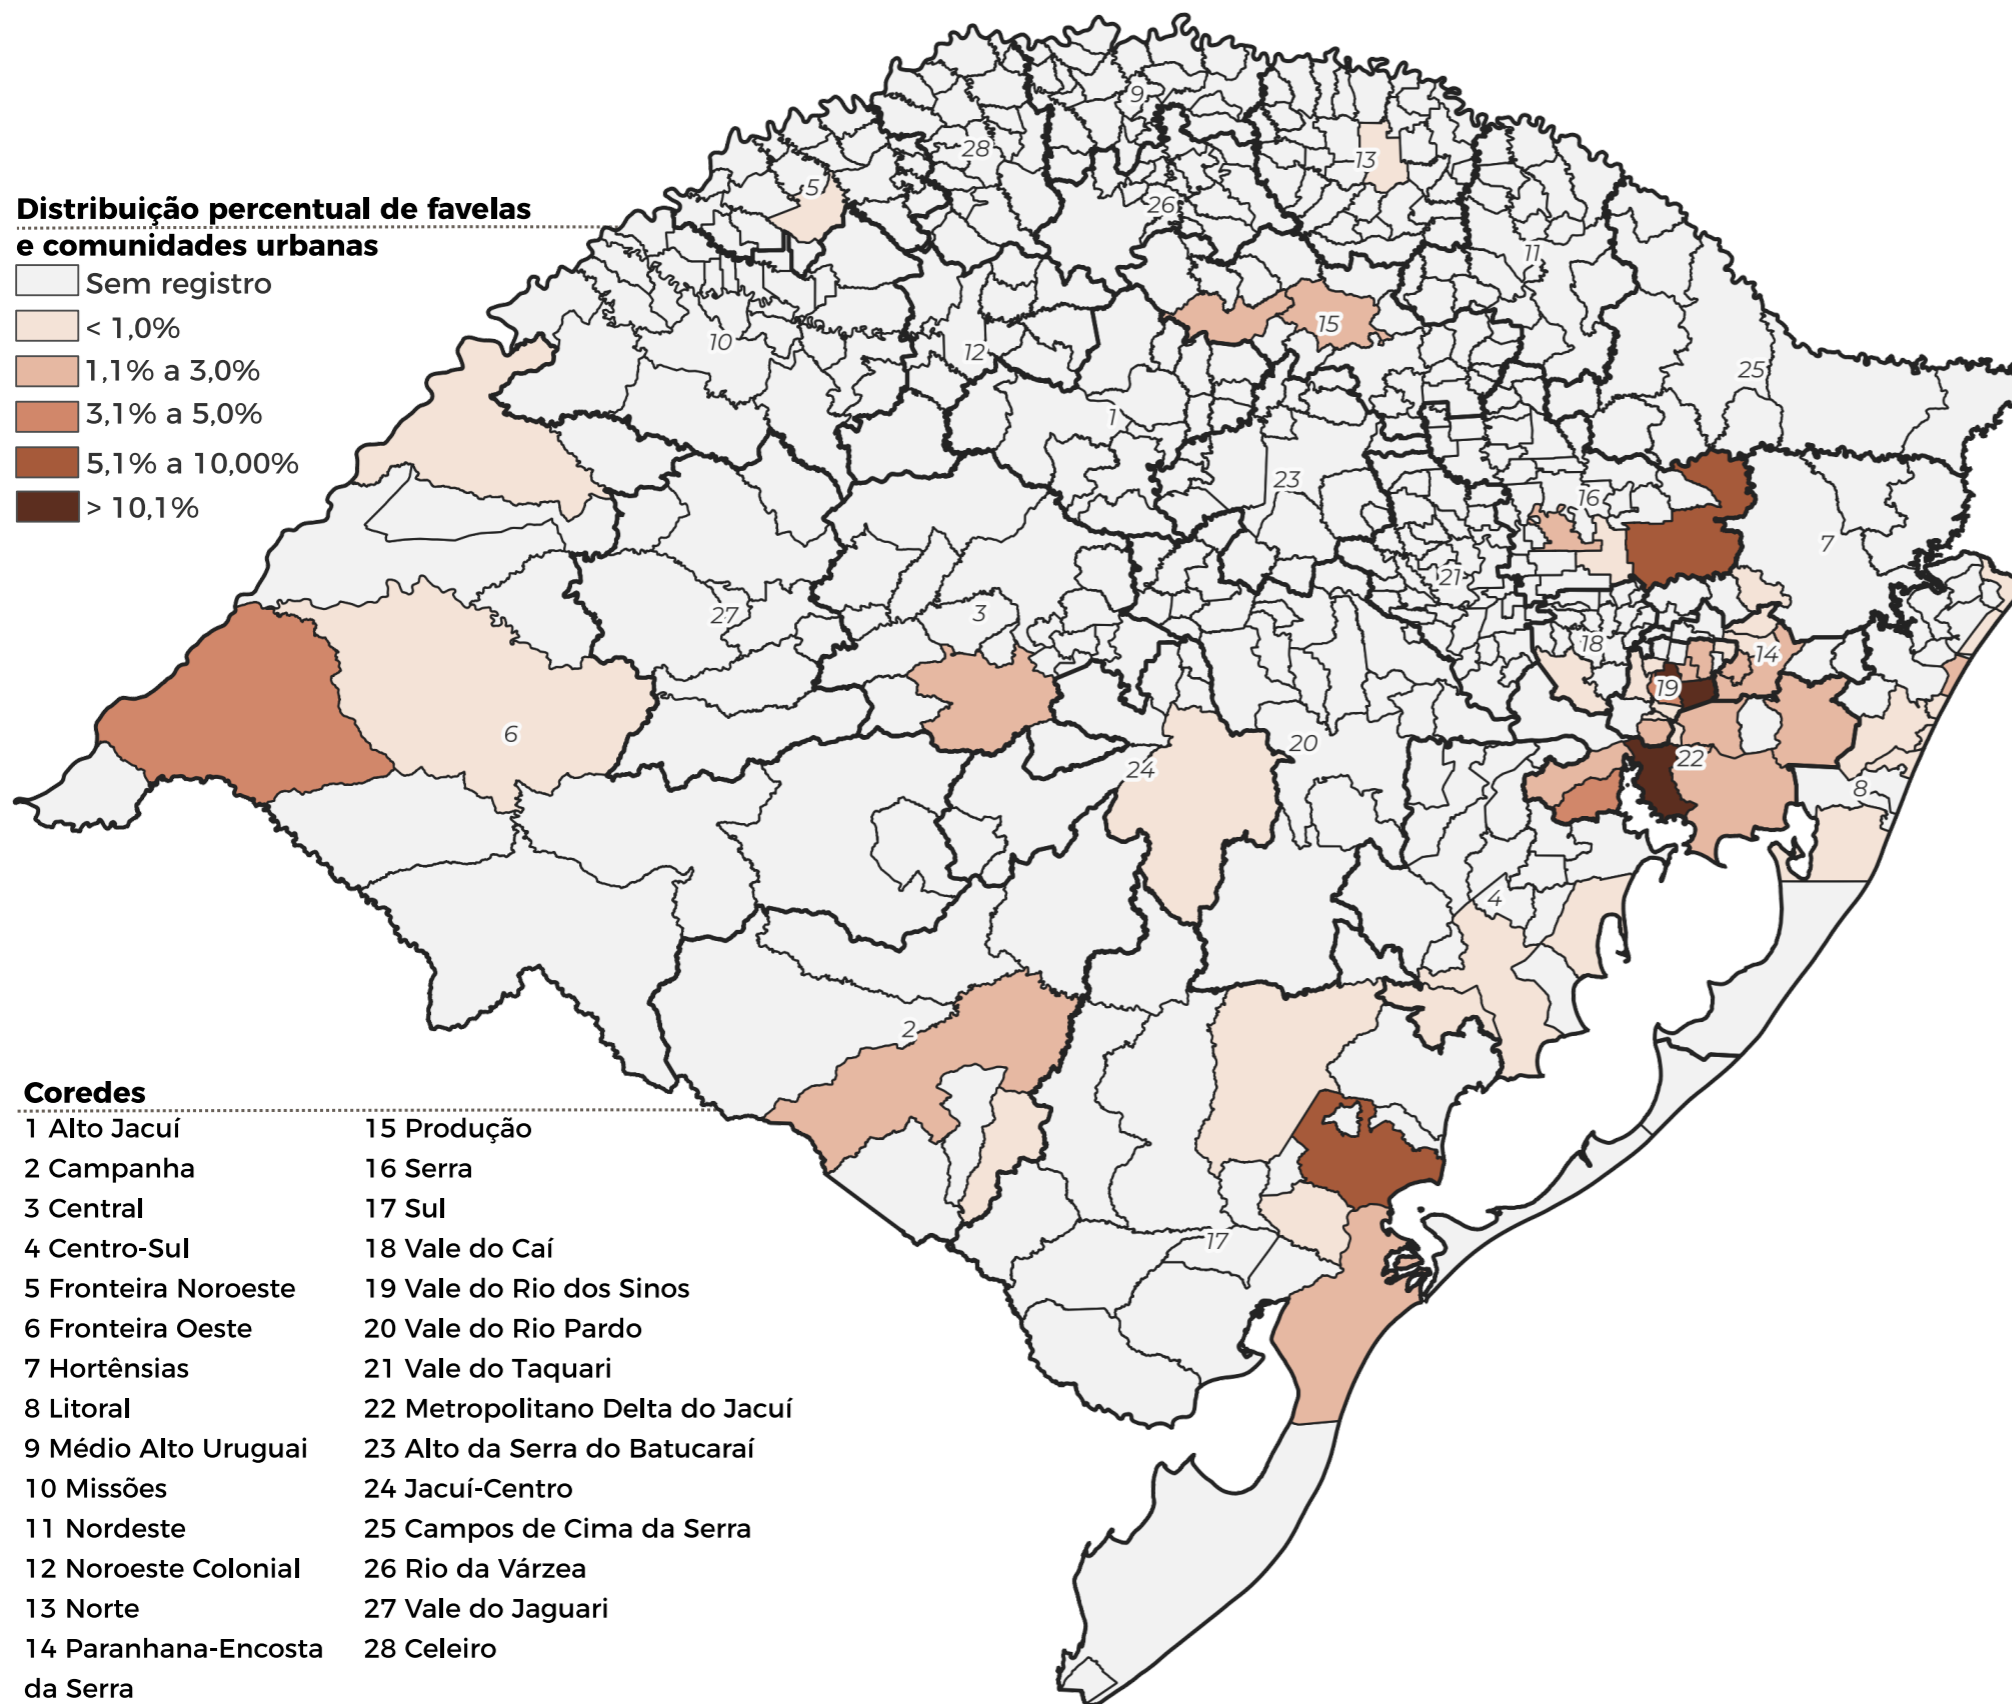 Distribuição percentual de favelas
e comunidades urbanas
Sem registro
< 1,0%
1,1% a 3,0%
3,1% a 5,0%
5,1% a 10,00%
> 10,1%
9
28
13
5
26
11
15
10
12
25
1
23
16
7
21
27
3
18
14
19
6
20
24
22
8
4
2
17
Coredes
1 Alto Jacuí
2 Campanha
3 Central
4 Centro-Sul
5 Fronteira Noroeste
6 Fronteira Oeste
7 Hortênsias
8 Litoral
9 Médio Alto Uruguai
10 Missões
11 Nordeste
12 Noroeste Colonial
13 Norte
14 Paranhana-Encosta
da Serra
15 Produção
16 Serra
17 Sul
18 Vale do Caí
19 Vale do Rio dos Sinos
20 Vale do Rio Pardo
21 Vale do Taquari
22 Metropolitano Delta do Jacuí
23 Alto da Serra do Batucaraí
24 Jacuí-Centro
25 Campos de Cima da Serra
26 Rio da Várzea
27 Vale do Jaguari
28 Celeiro